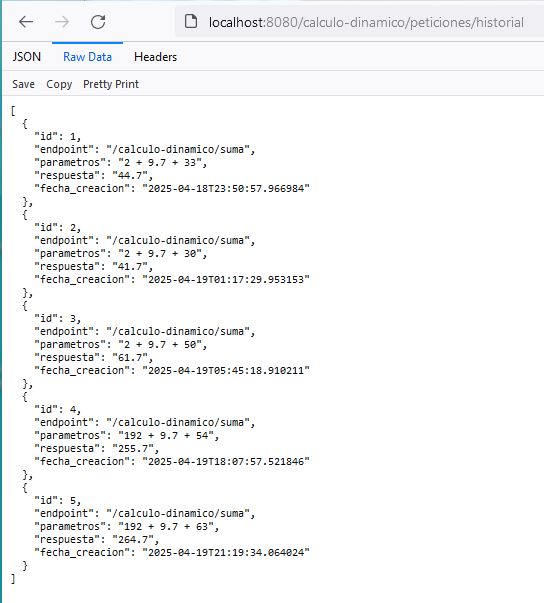 localhost:8080/calculo-dinamico/peticiones/historial
JSON Raw Data Headers
Save Copy Pretty Print
[
  {
    "id": 1,
    "endpoint": "/calculo-dinamico/suma",
    "parametros": "2 + 9.7 + 33",
    "respuesta": "44.7",
    "fecha_creacion": "2025-04-18T23:50:57.966984"
  },
  {
    "id": 2,
    "endpoint": "/calculo-dinamico/suma",
    "parametros": "2 + 9.7 + 30",
    "respuesta": "41.7",
    "fecha_creacion": "2025-04-19T01:17:29.953153"
  },
  {
    "id": 3,
    "endpoint": "/calculo-dinamico/suma",
    "parametros": "2 + 9.7 + 50",
    "respuesta": "61.7",
    "fecha_creacion": "2025-04-19T05:45:18.910211"
  },
  {
    "id": 4,
    "endpoint": "/calculo-dinamico/suma",
    "parametros": "192 + 9.7 + 54",
    "respuesta": "255.7",
    "fecha_creacion": "2025-04-19T18:07:57.521846"
  },
  {
    "id": 5,
    "endpoint": "/calculo-dinamico/suma",
    "parametros": "192 + 9.7 + 63",
    "respuesta": "264.7",
    "fecha_creacion": "2025-04-19T21:19:34.064024"
  }
]